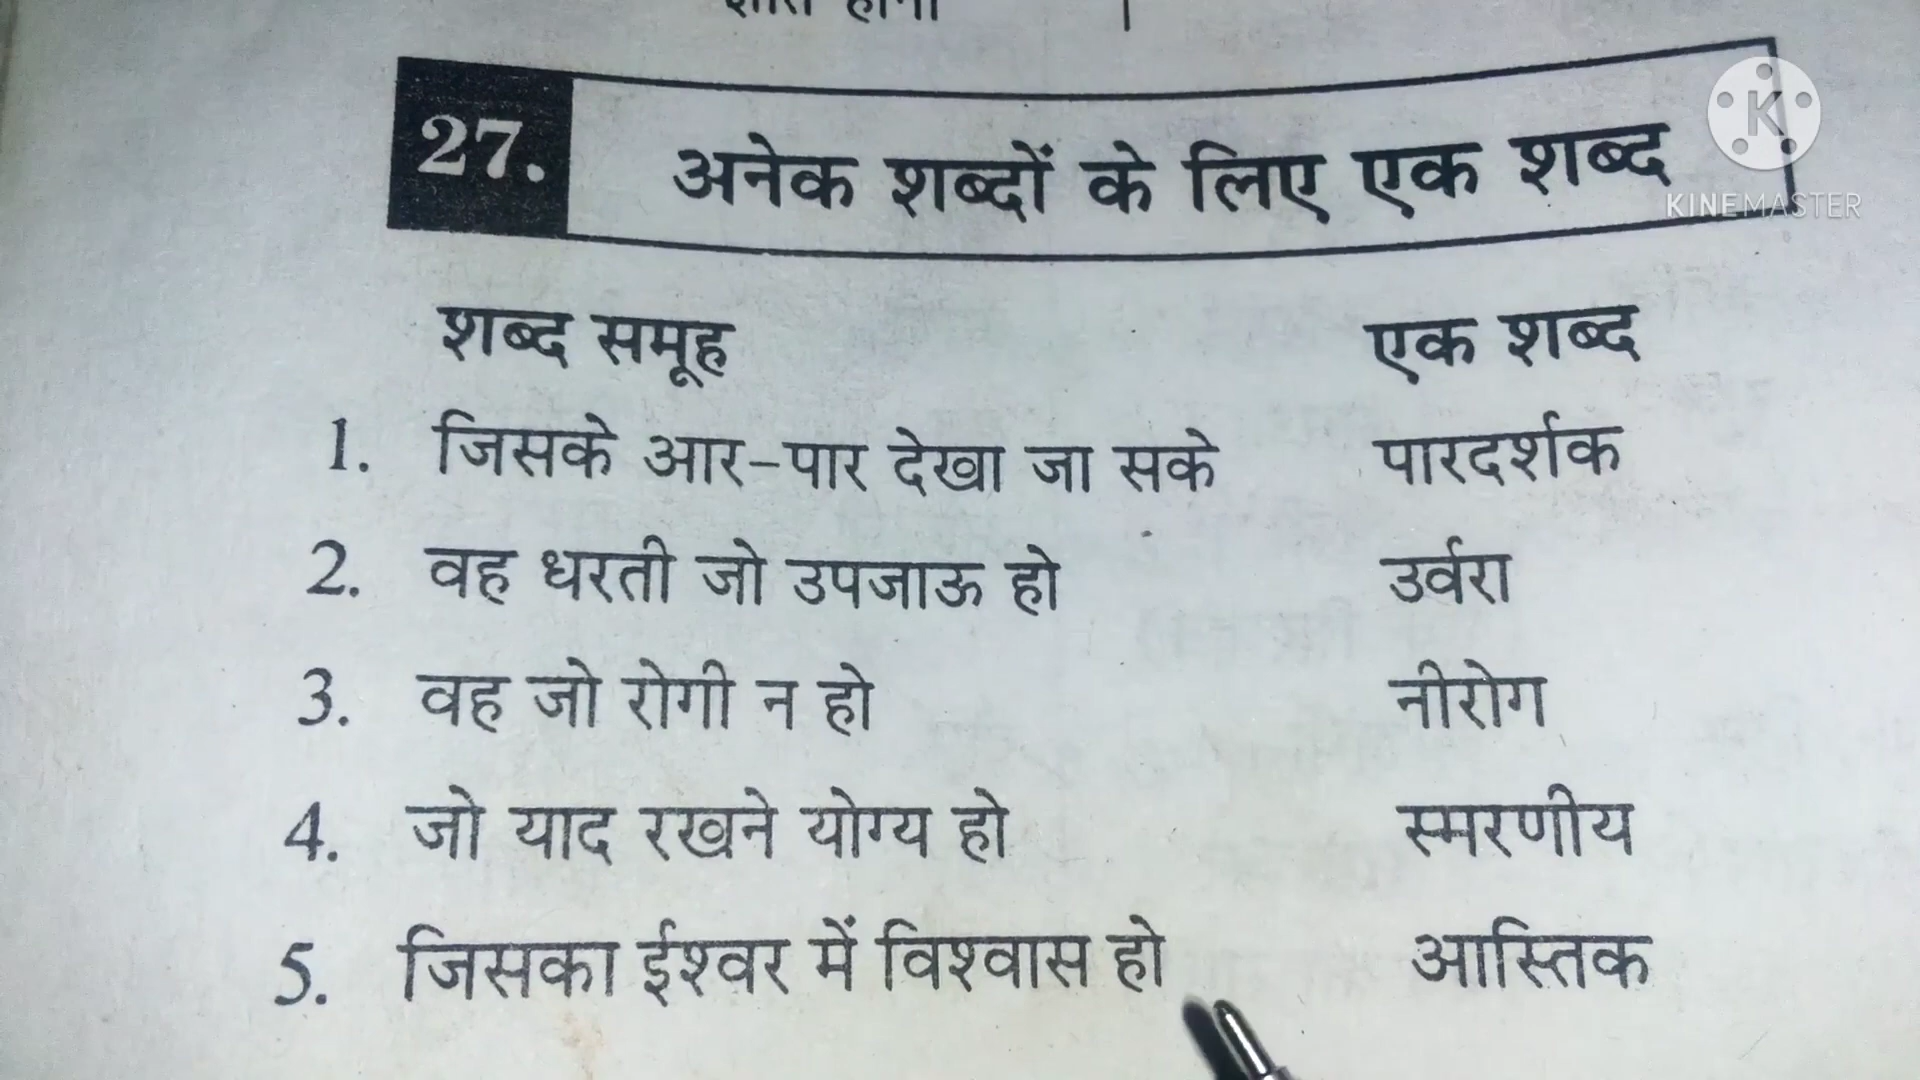 27. अनेक शब्दों के लिए एक शब्द
K
KINEMASTER
शब्द समूह एक शब्द
1. जिसके आर-पार देखा जा सके पारदर्शक
2. वह धरती जो उपजाऊ हो उर्वरा
3. वह जो रोगी न हो नीरोग
4. जो याद रखने योग्य हो स्मरणीय
5. जिसका ईश्वर में विश्वास हो आस्तिक